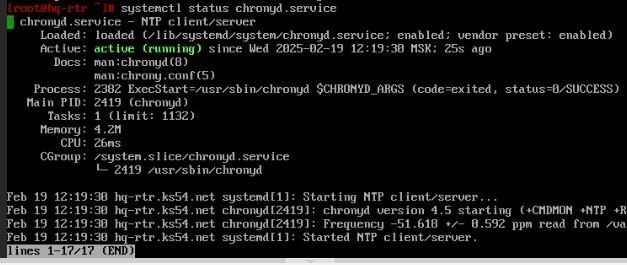 [root@hq-rtr ~]# systemctl status chronyd.service
chronyd.service - NTP client/server
Loaded: loaded (/lib/systemd/system/chronyd.service; enabled; vendor preset: enabled)
Active: active (running) since Wed 2025-02-19 12:19:30 MSK; 25s ago
Docs: man:chronyd(8)
man:chrony.conf(5)
Process: 2382 ExecStart=/usr/sbin/chronyd $CHRONYD_ARGS (code=exited, status=0/SUCCESS)
Main PID: 2419 (chronyd)
Tasks: 1 (limit: 1132)
Memory: 4.2M
CPU: 26ms
CGroup: /system.slice/chronyd.service
└─ 2419 /usr/sbin/chronyd
Feb 19 12:19:30 hq-rtr.ks54.net systemd[1]: Starting NTP client/server...
Feb 19 12:19:30 hq-rtr.ks54.net chronyd[2419]: chronyd version 4.5 starting (+CMDMON +NTP +R
Feb 19 12:19:30 hq-rtr.ks54.net chronyd[2419]: Frequency -51.618 +/- 0.592 ppm read from /va
Feb 19 12:19:30 hq-rtr.ks54.net systemd[1]: Started NTP client/server.
lines 1-17/17 (END)